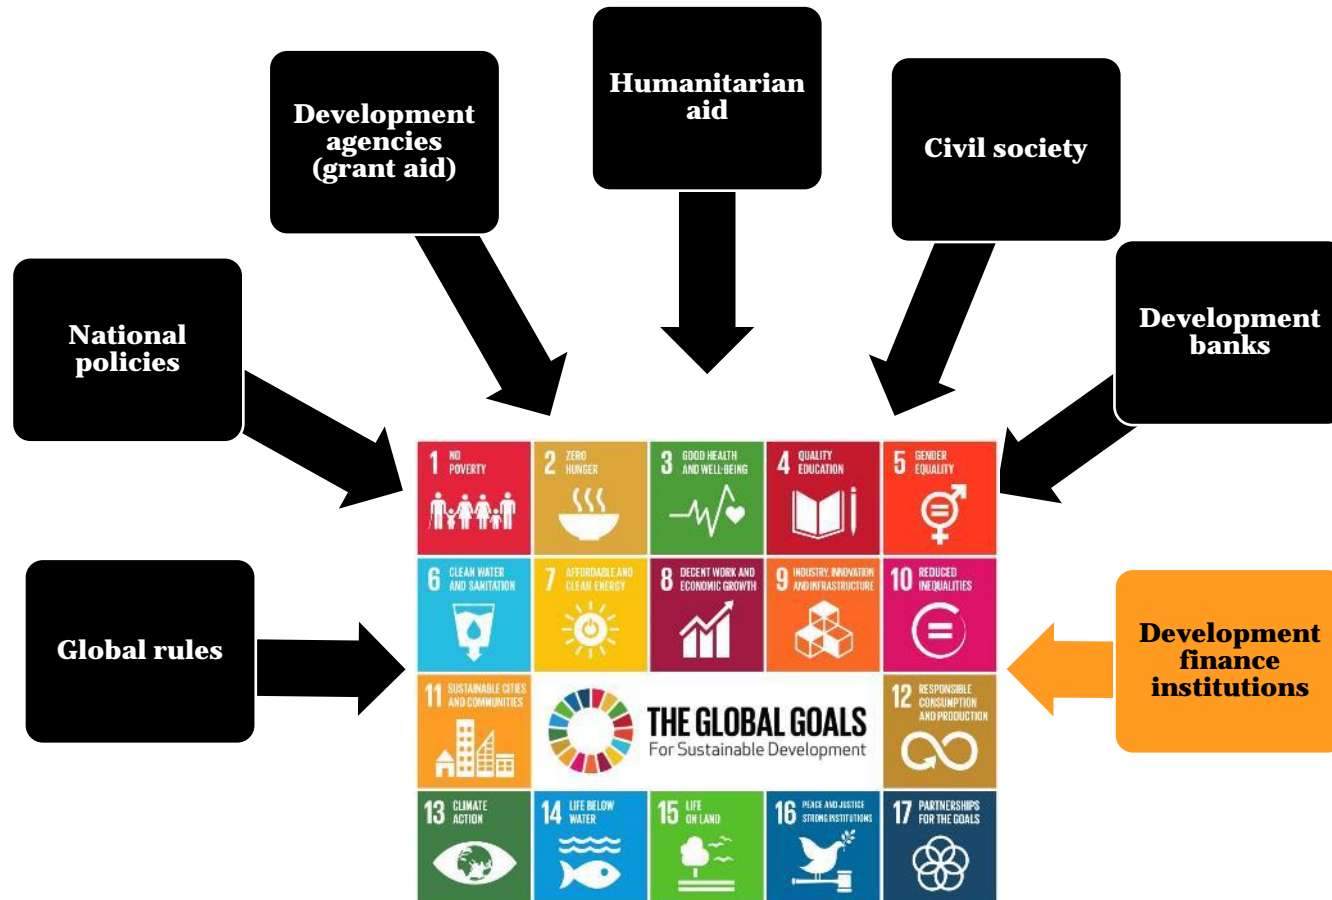 Humanitarian
aid
Development
agencies
(grant aid)
Civil society
National
policies
Development
banks
Global rules
Development
finance
institutions
1 NO
POVERTY
2 ZERO
HUNGER
3 GOOD HEALTH
AND WELL-BEING
4 QUALITY
EDUCATION
5 GENDER
EQUALITY
6 CLEAN WATER
AND SANITATION
7 AFFORDABLE AND
CLEAN ENERGY
8 DECENT WORK AND
ECONOMIC GROWTH
9 INDUSTRY, INNOVATION
AND INFRASTRUCTURE
10 REDUCED
INEQUALITIES
11 SUSTAINABLE CITIES
AND COMMUNITIES
THE GLOBAL GOALS
For Sustainable Development
12 RESPONSIBLE
CONSUMPTION
AND PRODUCTION
13 CLIMATE
ACTION
14 LIFE BELOW
WATER
15 LIFE
ON LAND
16 PEACE AND JUSTICE
STRONG INSTITUTIONS
17 PARTNERSHIPS
FOR THE GOALS